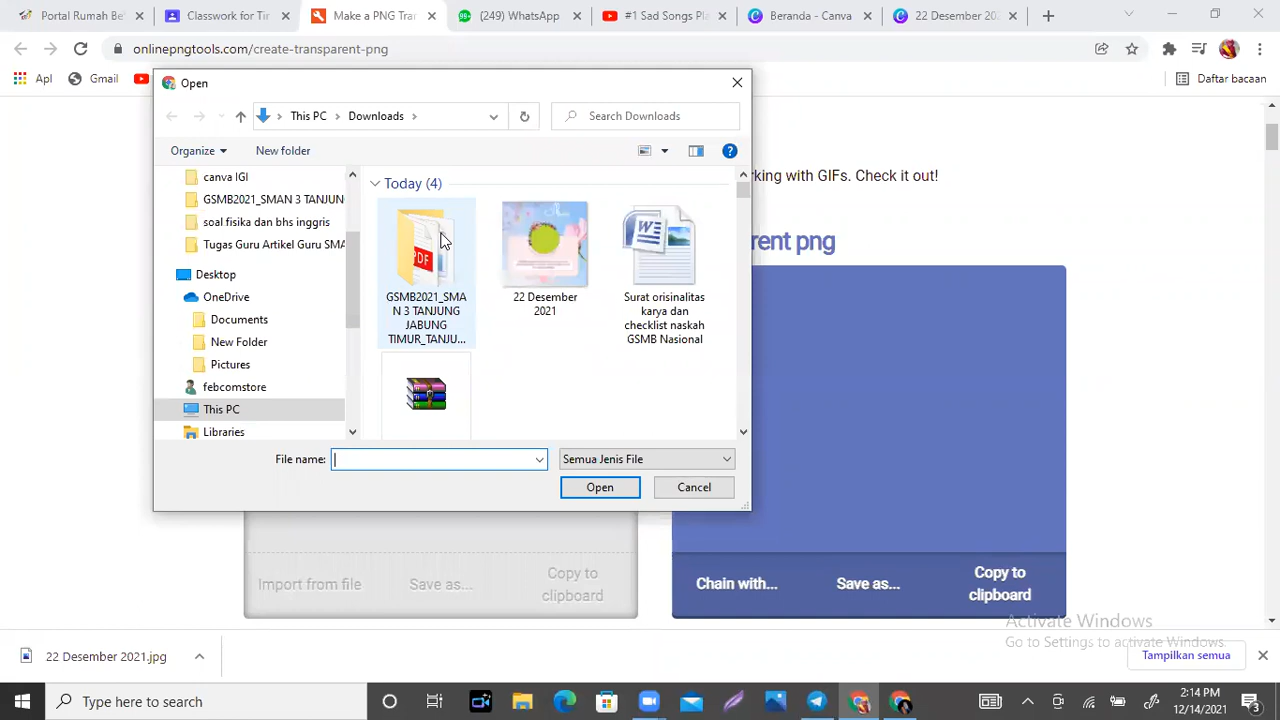 Portal Rumah Be
Classwork for Tir
Make a PNG Tran
(249) WhatsApp
#1 Sad Songs Pla
Beranda - Canva
22 Desember 202
onlinepngtools.com/create-transparent-png
Apl
Gmail
Daftar bacaan
Open
This PC
Downloads
Search Downloads
Organize
New folder
canva IGI
GSMB2021_SMAN 3 TANJUNG
soal fisika dan bhs inggris
Tugas Guru Artikel Guru SMA
Desktop
OneDrive
Documents
New Folder
Pictures
febcomstore
This PC
Libraries
Today (4)
PDF
GSMB2021_SMA
N 3 TANJUNG
JABUNG
TIMUR_TANJU...
22 Desember
2021
Surat orisinalitas
karya dan
checklist naskah
GSMB Nasional
File name:
Semua Jenis File
Open
Cancel
rking with GIFs. Check it out!
rent png
Import from file
Save as...
Copy to
clipboard
Chain with...
Save as...
Copy to
clipboard
Activate Windows
Go to Settings to activate Windows.
22 Desember 2021.jpg
Tampilkan semua
Type here to search
2:14 PM
12/14/2021
3